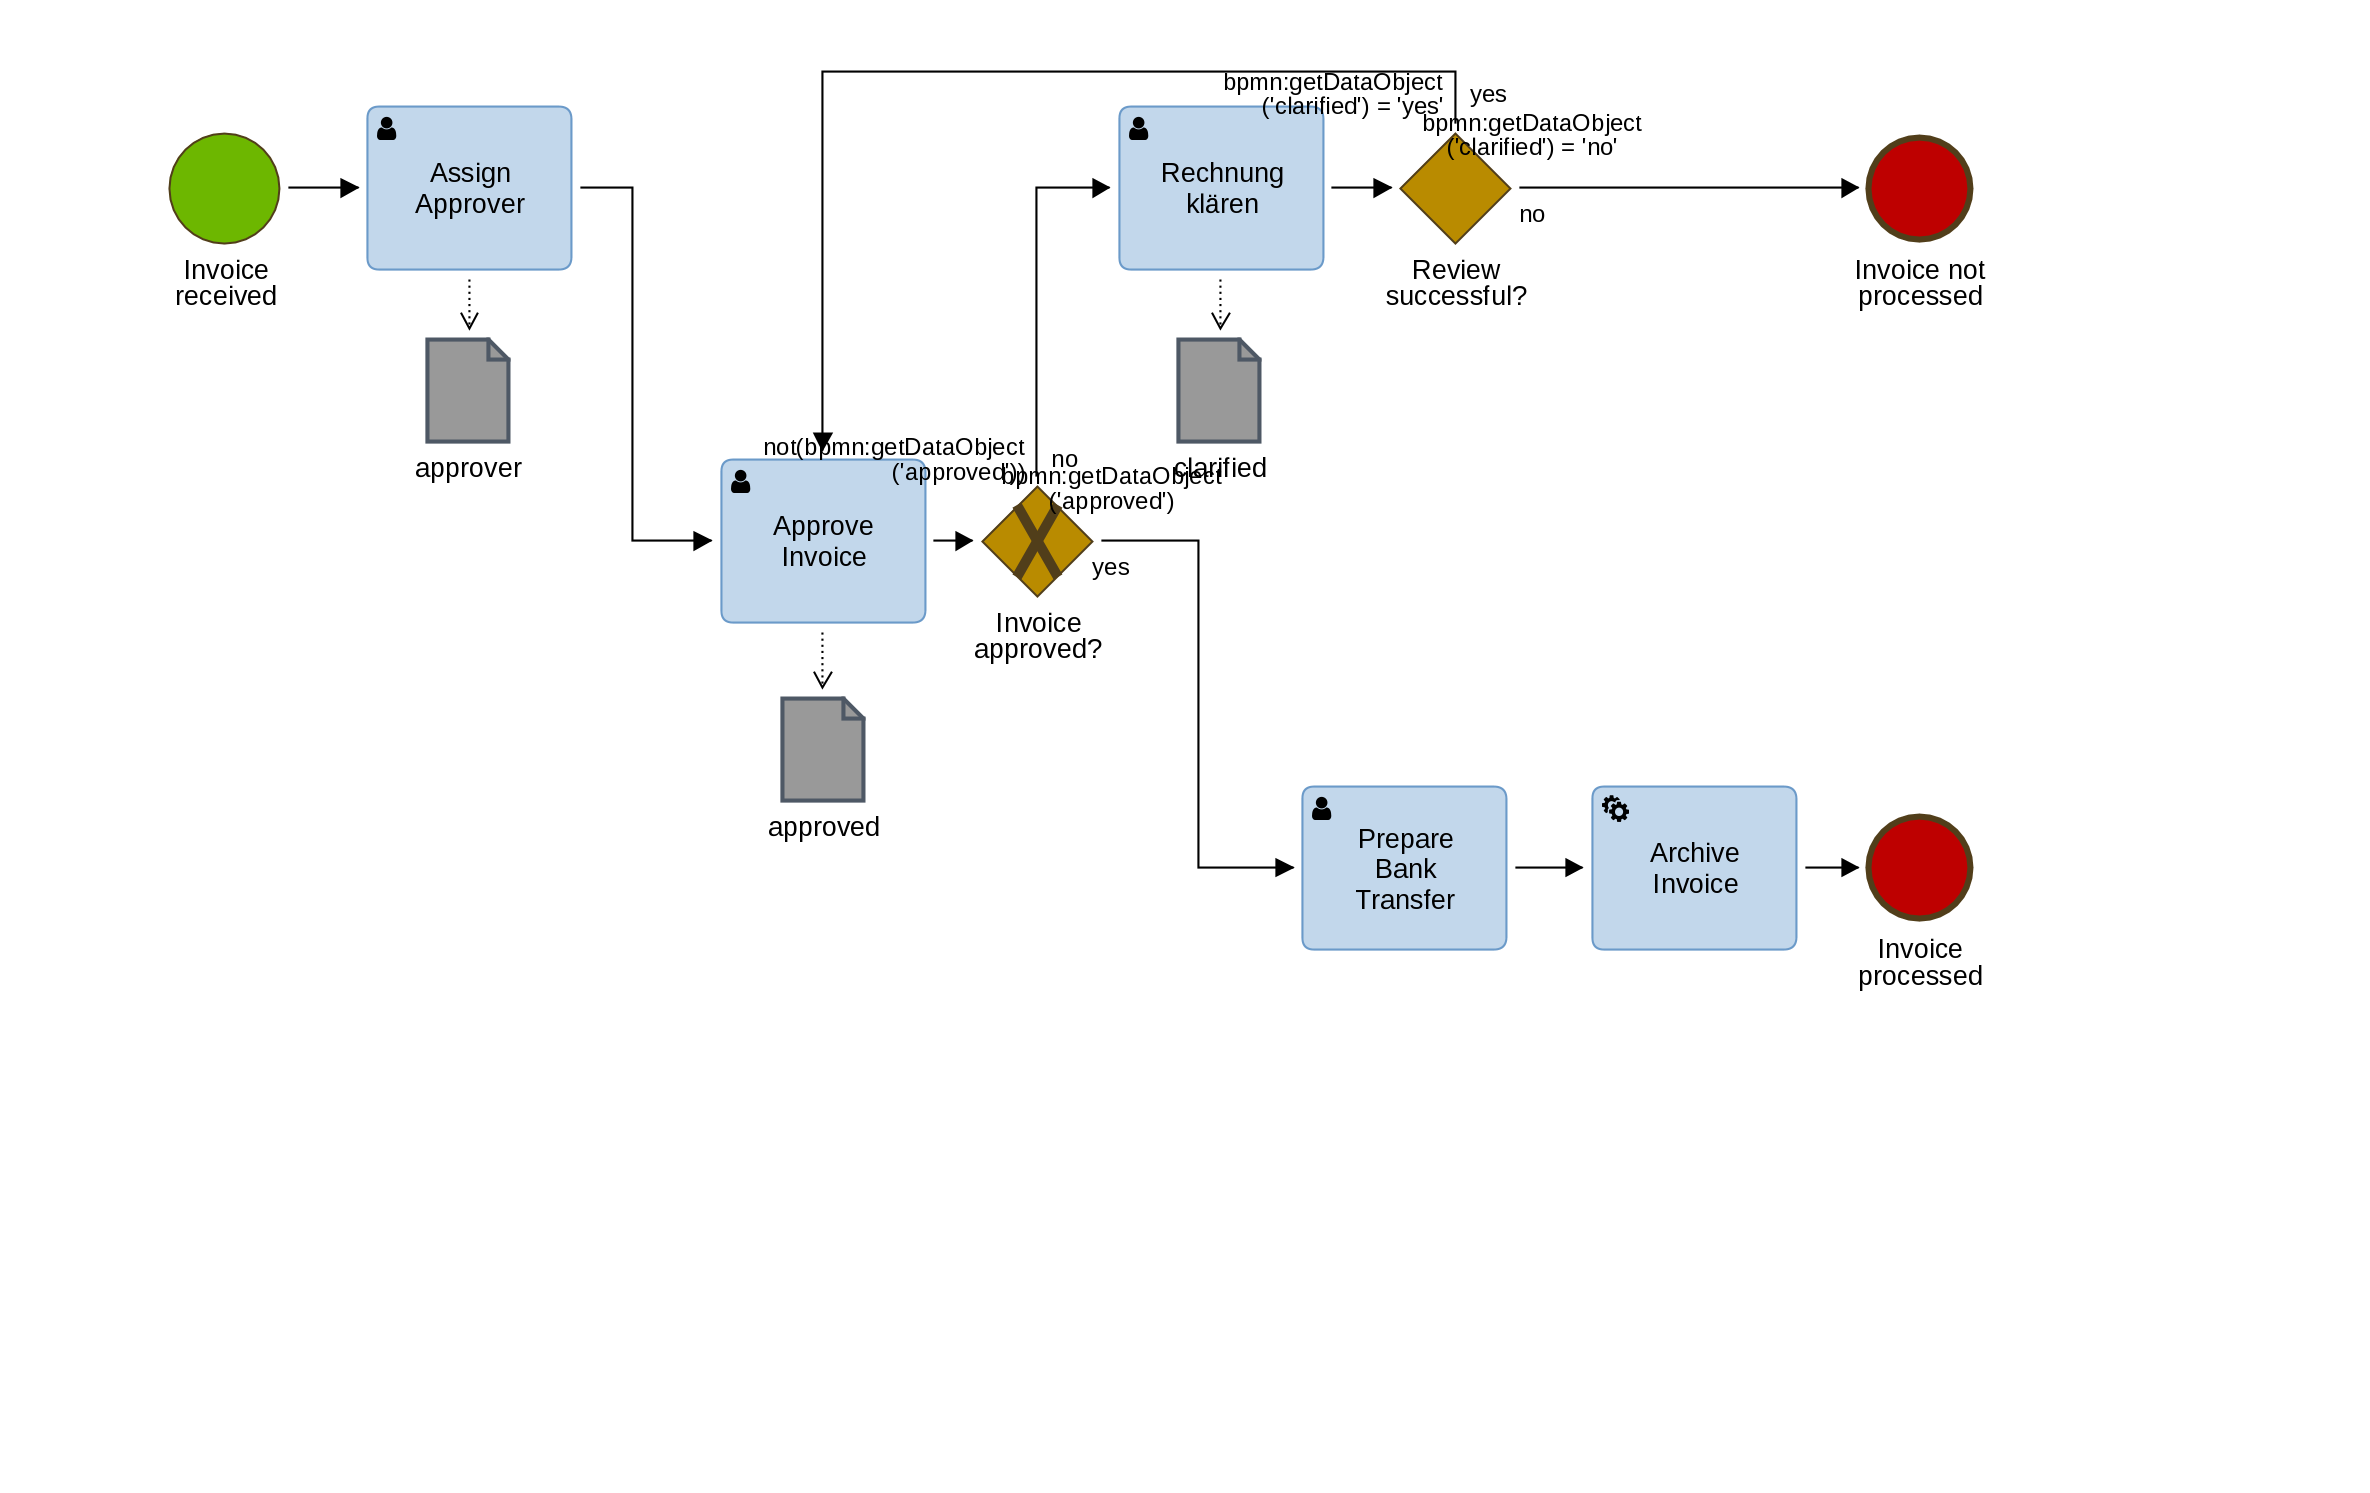 bpmn:getDataObject
('clarified') = 'yes'
yes
bpmn:getDataObject
('clarified') = 'no'
Assign
Approver
Rechnung
klären
no
Invoice
received
Review
successful?
Invoice not
processed
approver
not(bpmn:getDataObject
('approved'))
no
clarified
bpmn:getDataObject
('approved')
Approve
Invoice
yes
Invoice
approved?
approved
Prepare
Bank
Transfer
Archive
Invoice
Invoice
processed